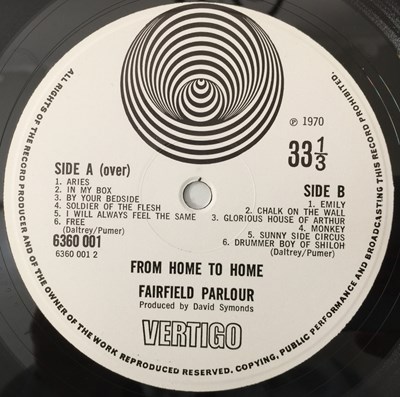 ALL RIGHTS OF THE RECORD PRODUCER AND OF THE OWNER OF THE WORK REPRODUCED RESERVED. COPYING, PUBLIC PERFORMANCE AND BROADCASTING THIS RECORD PROHIBITED.
℗ 1970
33 1/3
SIDE A (over)
1. ARIES
2. IN MY BOX
3. BY YOUR BEDSIDE
4. SOLDIER OF THE FLESH
5. I WILL ALWAYS FEEL THE SAME
6. FREE
(Daltrey/Pumer)
6360 001
6360 001 2
SIDE B
1. EMILY
2. CHALK ON THE WALL
3. GLORIOUS HOUSE OF ARTHUR
4. MONKEY
5. SUNNY SIDE CIRCUS
6. DRUMMER BOY OF SHILOH
(Daltrey/Pumer)
FROM HOME TO HOME
FAIRFIELD PARLOUR
Produced by David Symonds
VERTIGO